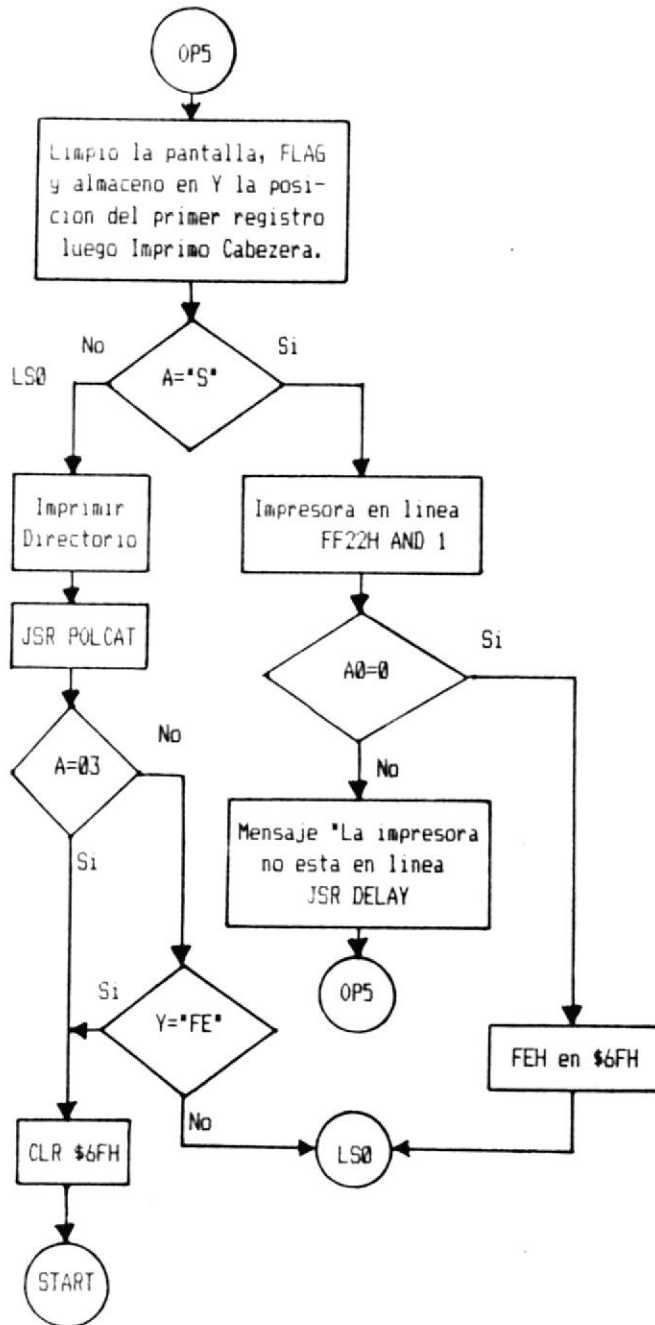 OP5
Limpio la pantalla, FLAG
y almaceno en Y la posi-
cion del primer registro
luego Imprimo Cabezera.
No
Si
LS0
A="S"
Imprimir
Directorio
Impresora en linea
FF22H AND 1
JSR POLCAT
A0=0
Si
A=03
No
No
Si
Mensaje "La impresora
no esta en linea
JSR DELAY
OP5
Si
Y="FE"
No
FEH en $6FH
CLR $6FH
LS0
START